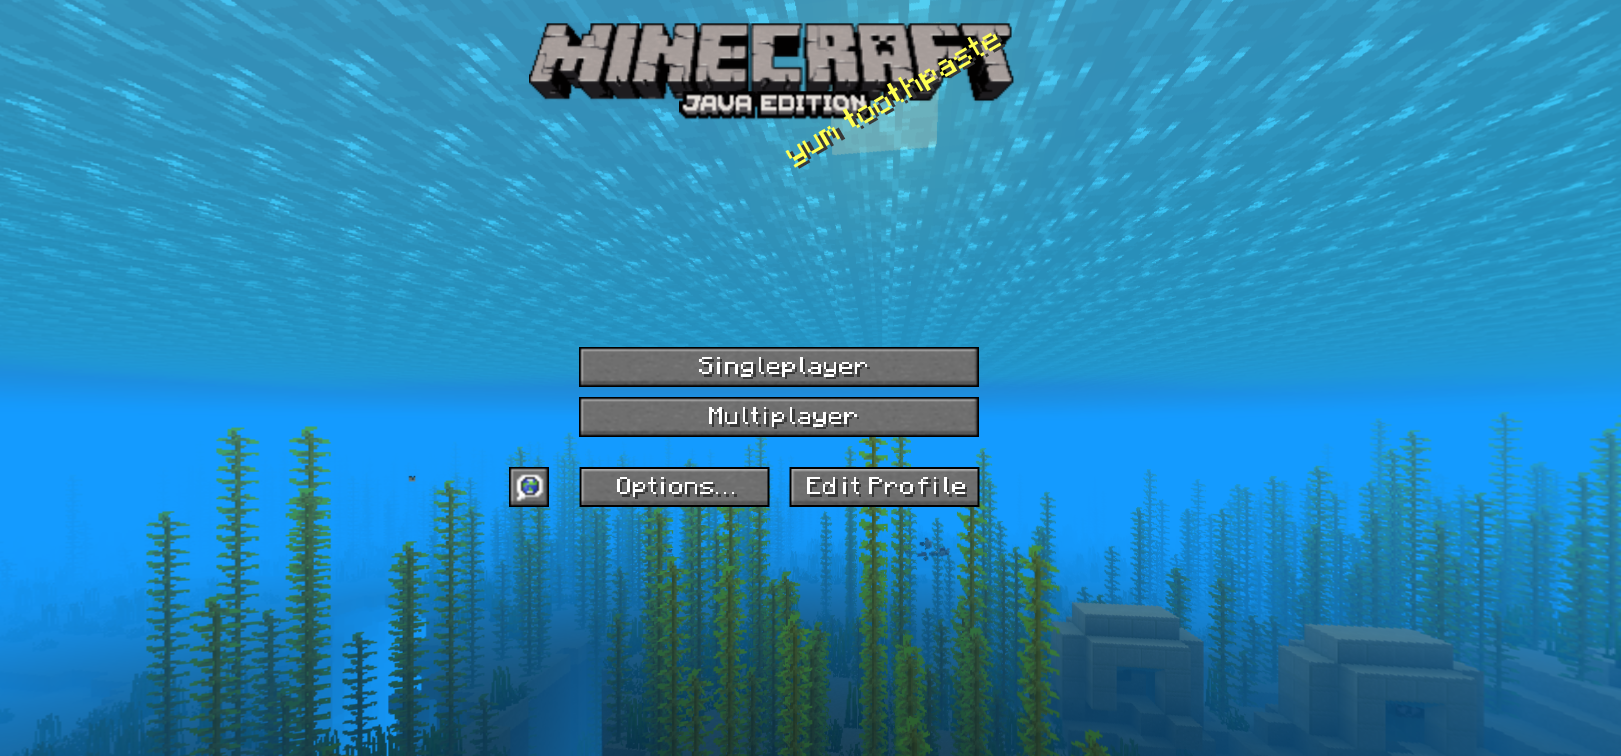 MINECRAFT
JAVA EDITION
yum toothpaste
Singleplayer
Multiplayer
Options...
Edit Profile